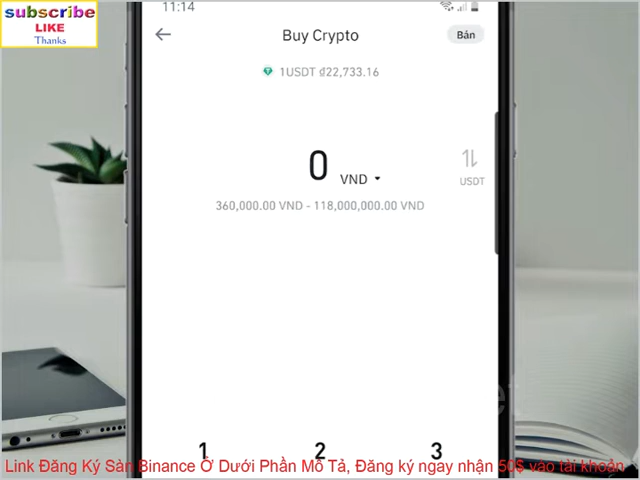 subscribe
LIKE
Thanks
11:14
Buy Crypto
Bán
1USDT ₫22,733.16
0 VND
USDT
360,000.00 VND - 118,000,000.00 VND
1 2 3
Link Đăng Ký Sàn Binance Ở Dưới Phần Mô Tả, Đăng ký ngay nhận 50$ vào tài khoản